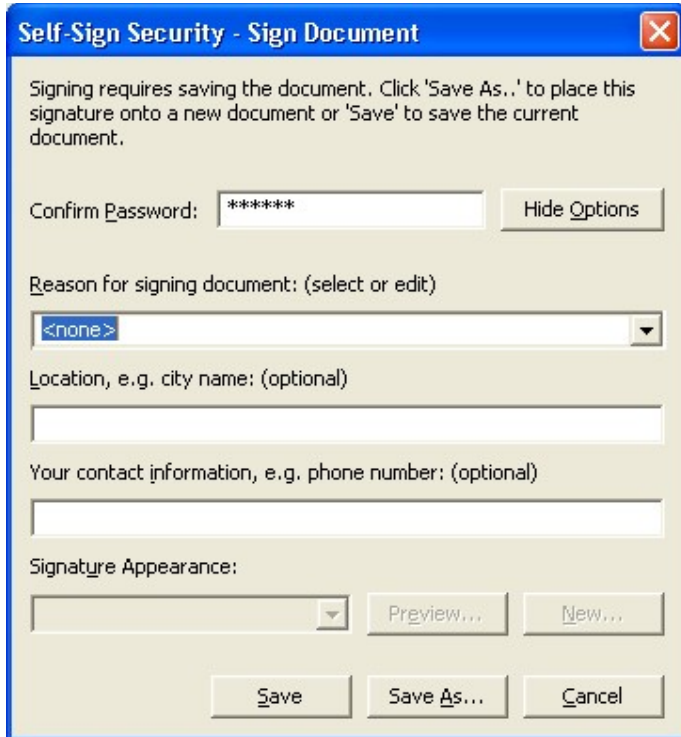 Self-Sign Security - Sign Document
Signing requires saving the document. Click 'Save As..' to place this
signature onto a new document or 'Save' to save the current
document.
Confirm Password: ****** Hide Options
Reason for signing document: (select or edit)
<none>
Location, e.g. city name: (optional)
Your contact information, e.g. phone number: (optional)
Signature Appearance:
Preview... New...
Save Save As... Cancel